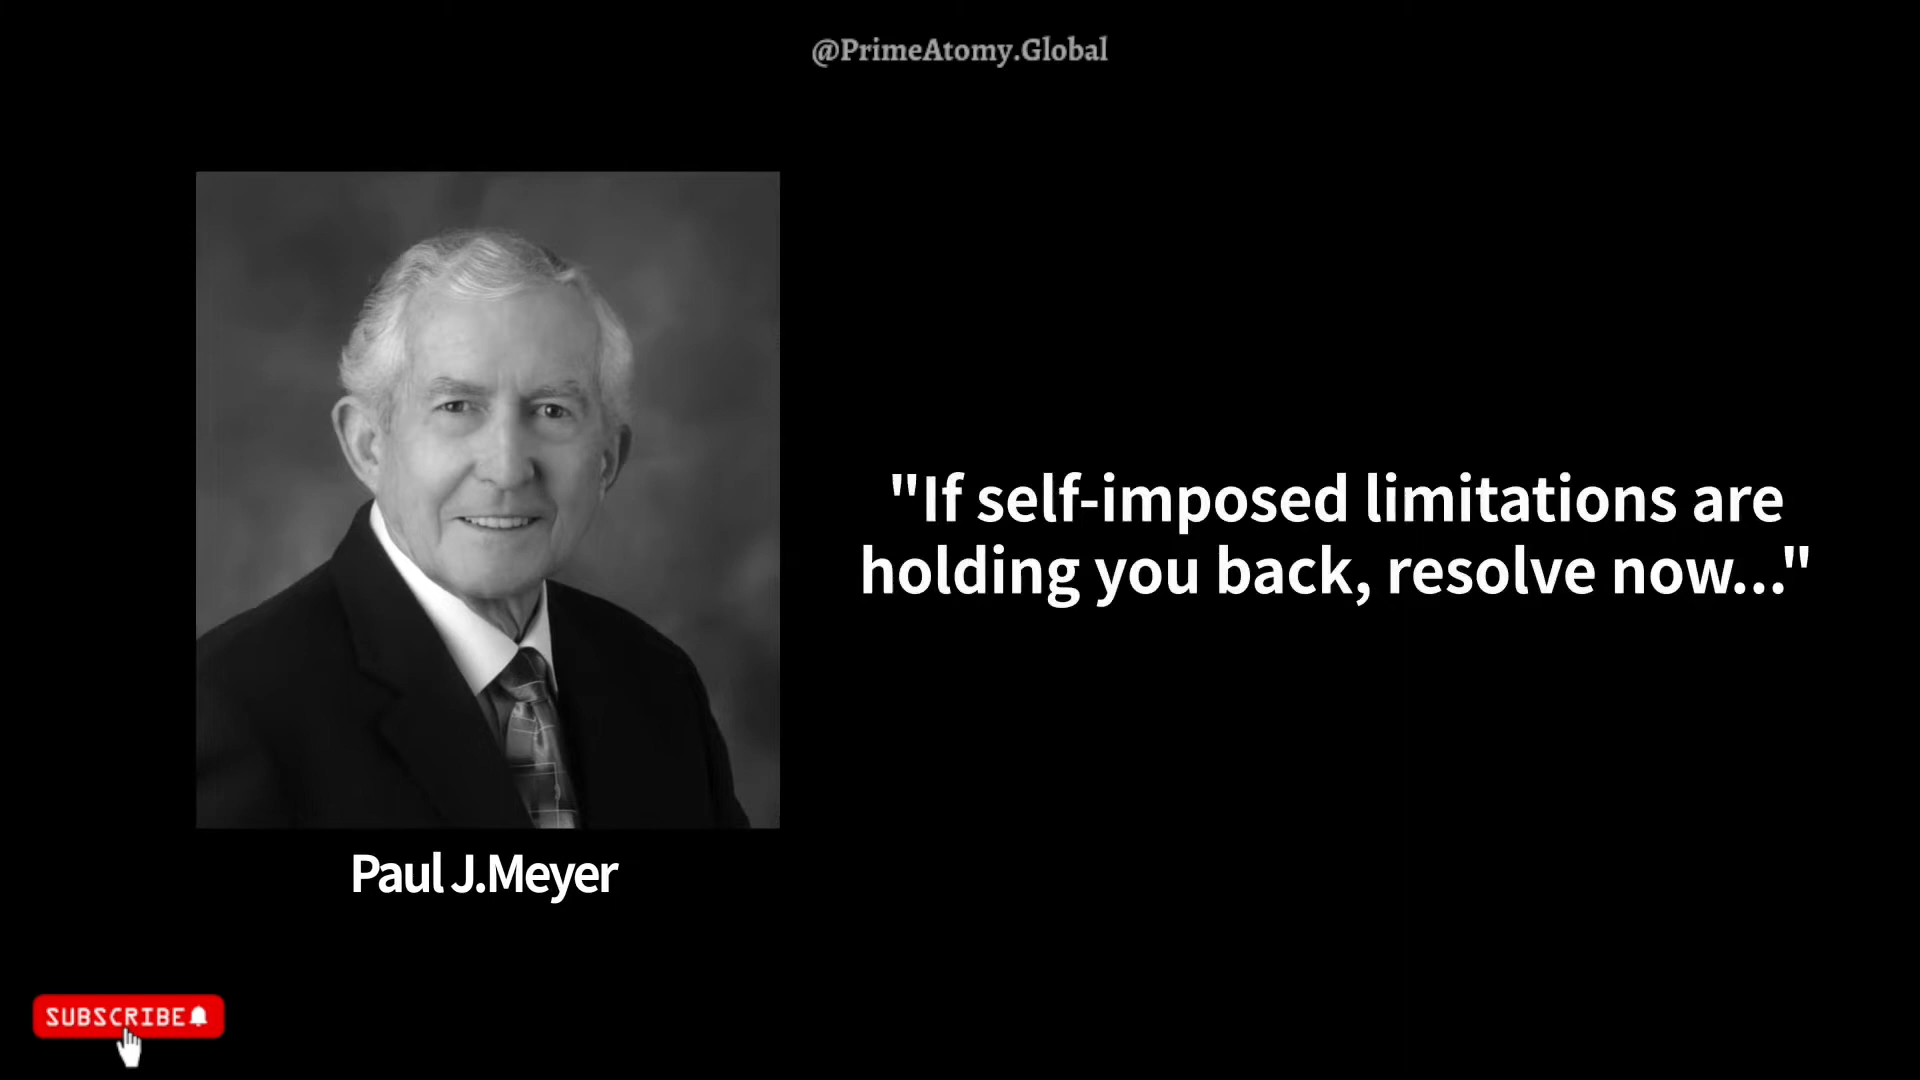 @PrimeAtomy.Global
"If self-imposed limitations are
holding you back, resolve now..."
Paul J.Meyer
SUBSCRIBE